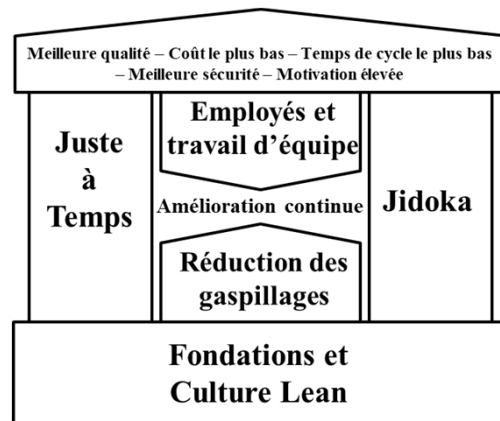 Meilleure qualité – Coût le plus bas – Temps de cycle le plus bas
– Meilleure sécurité – Motivation élevée
Juste
à
Temps
Employés et
travail d’équipe
Amélioration continue
Réduction des
gaspillages
Jidoka
Fondations et
Culture Lean